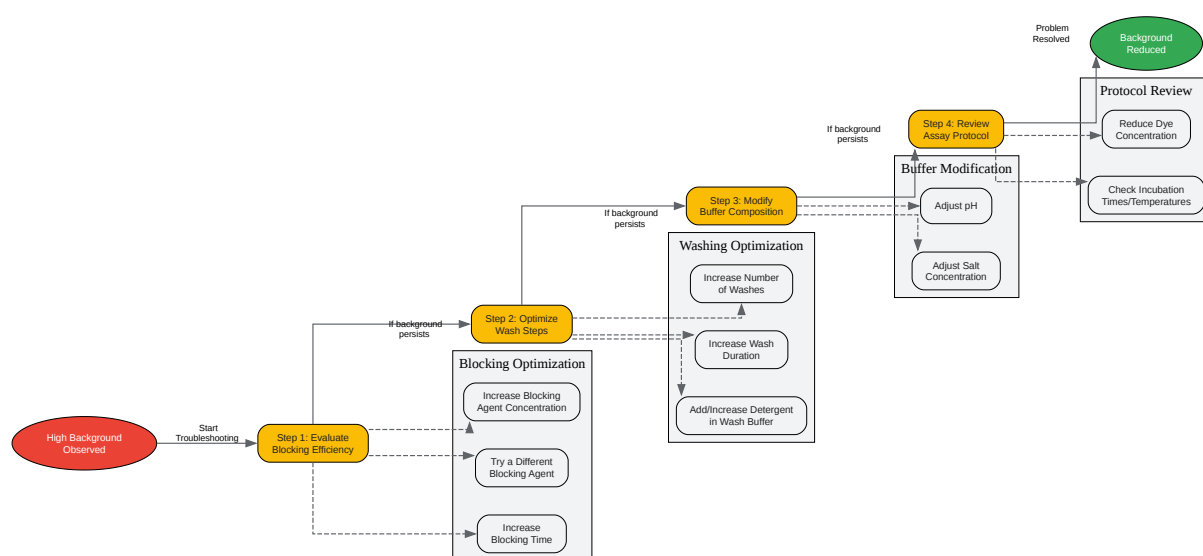 High Background
Observed
Start
Troubleshooting
Step 1: Evaluate
Blocking Efficiency
Blocking Optimization
Increase Blocking
Agent Concentration
Try a Different
Blocking Agent
Increase
Blocking Time
If background
persists
Step 2: Optimize
Wash Steps
Washing Optimization
Increase Number
of Washes
Increase Wash
Duration
Add/Increase Detergent
in Wash Buffer
If background
persists
Step 3: Modify
Buffer Composition
Buffer Modification
Adjust pH
Adjust Salt
Concentration
If background
persists
Step 4: Review
Assay Protocol
Protocol Review
Reduce Dye
Concentration
Check Incubation
Times/Temperatures
Problem
Resolved
Background
Reduced